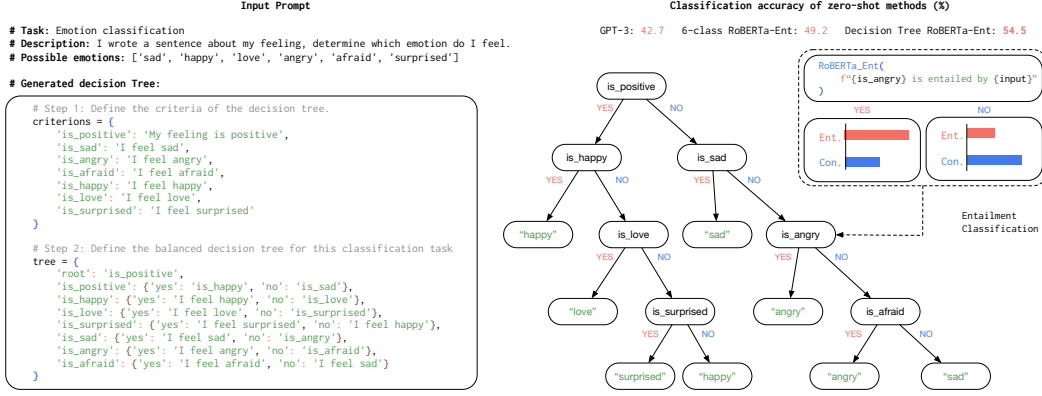 Input Prompt
# Task: Emotion classification
# Description: I wrote a sentence about my feeling, determine which emotion do I feel.
# Possible emotions: ['sad', 'happy', 'love', 'angry', 'afraid', 'surprised']
# Generated decision Tree:
# Step 1: Define the criteria of the decision tree.
criterions = {
'is_positive': 'My feeling is positive',
'is_sad': 'I feel sad',
'is_angry': 'I feel angry',
'is_afraid': 'I feel afraid',
'is_happy': 'I feel happy',
'is_love': 'I feel love',
'is_surprised': 'I feel surprised'
}
# Step 2: Define the balanced decision tree for this classification task
tree = {
'root': 'is_positive',
'is_positive': {'yes': 'is_happy', 'no': 'is_sad'},
'is_happy': {'yes': 'I feel happy', 'no': 'is_love'},
'is_love': {'yes': 'I feel love', 'no': 'is_surprised'},
'is_surprised': {'yes': 'I feel surprised', 'no': 'I feel happy'},
'is_sad': {'yes': 'I feel sad', 'no': 'is_angry'},
'is_angry': {'yes': 'I feel angry', 'no': 'is_afraid'},
'is_afraid': {'yes': 'I feel afraid', 'no': 'I feel sad'}
}
Classification accuracy of zero-shot methods (%)
GPT-3: 42.7 6-class RoBERTa-Ent: 49.2 Decision Tree RoBERTa-Ent: 54.5
is_positive
YES NO
is_happy is_sad
YES NO YES NO
"happy" is_love "sad" is_angry
YES NO YES NO
"love" is_surprised "angry" is_afraid
YES NO YES NO
"surprised" "happy" "angry" "sad"
RoBERTa_Ent(
f"{is_angry} is entailed by {input}"
)
YES NO
Ent. Ent.
Con. Con.
Entailment
Classification